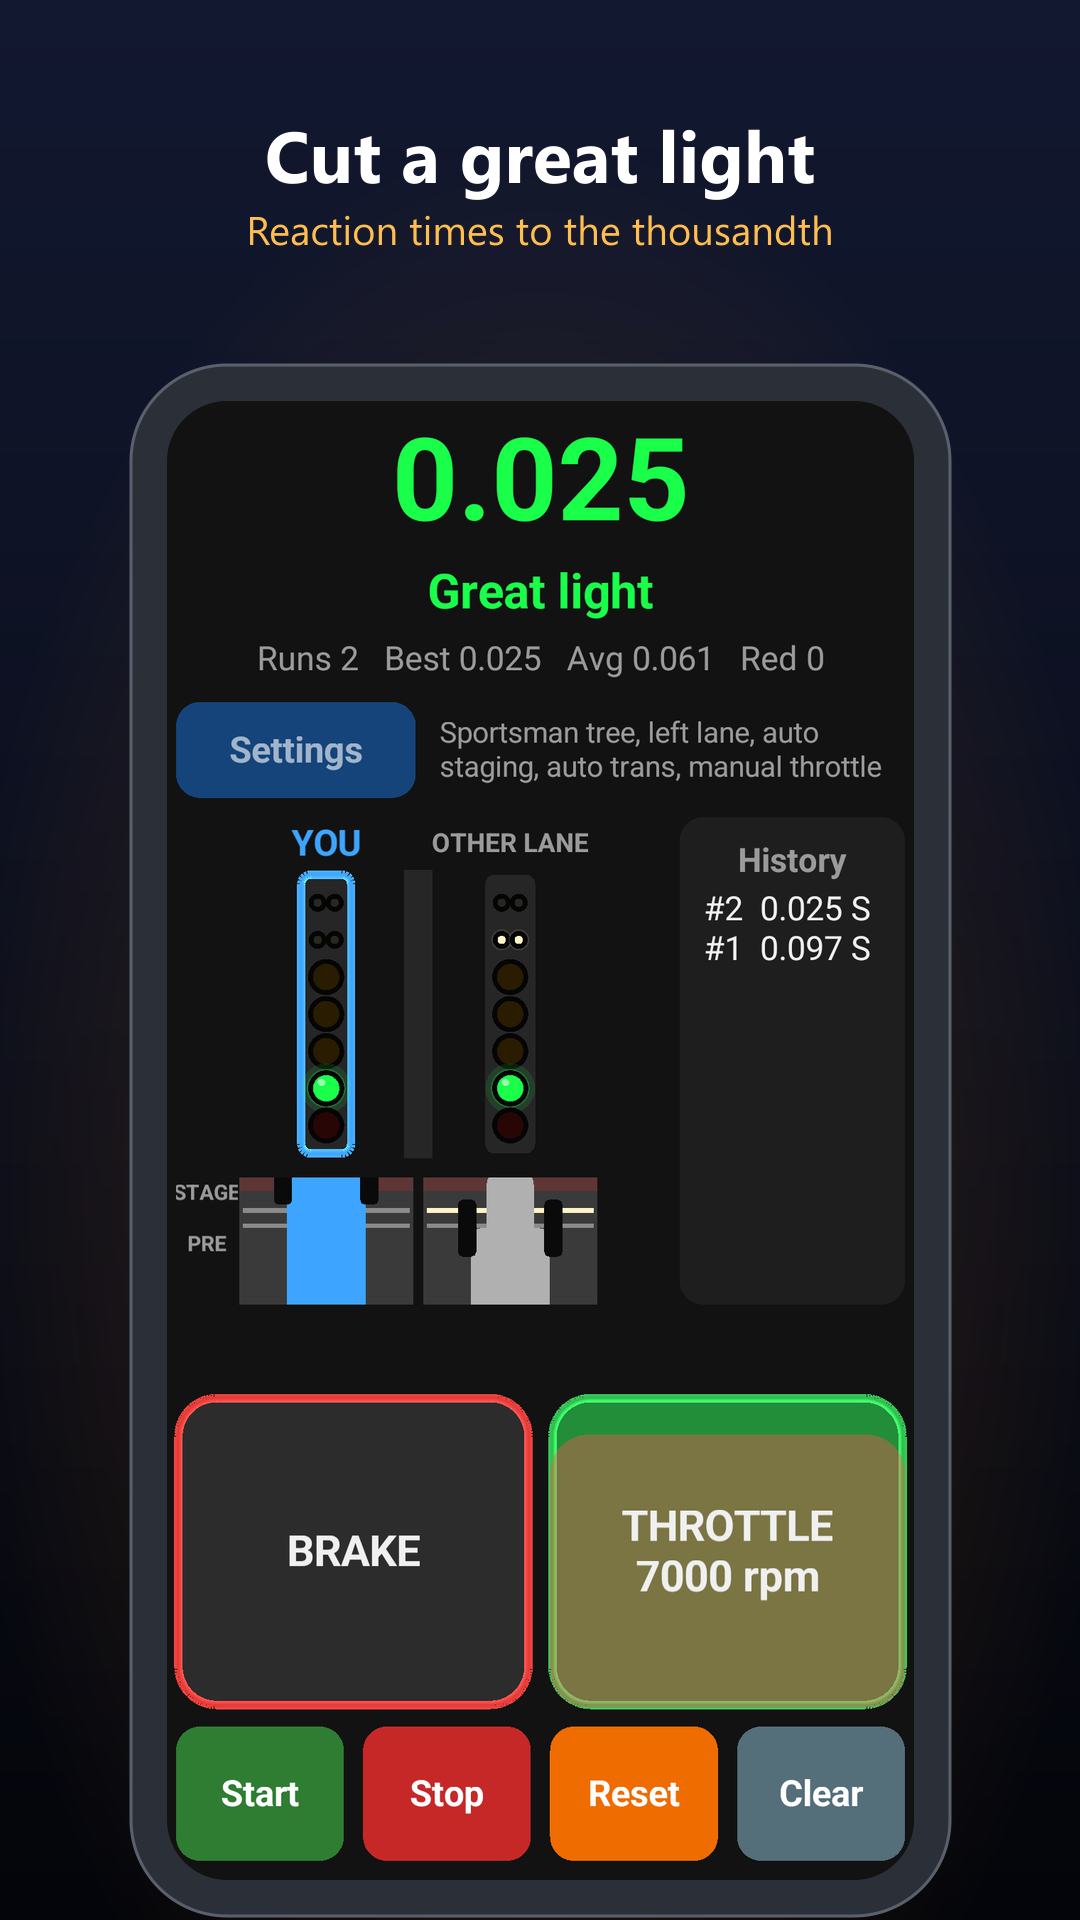 Cut a great light
Reaction times to the thousandth
0.025
Great light
Runs 2 Best 0.025 Avg 0.061 Red 0
Settings
Sportsman tree, left lane, auto
staging, auto trans, manual throttle
YOU
OTHER LANE
History
#2 0.025 S
#1 0.097 S
STAGE
PRE
BRAKE
THROTTLE
7000 rpm
Start
Stop
Reset
Clear